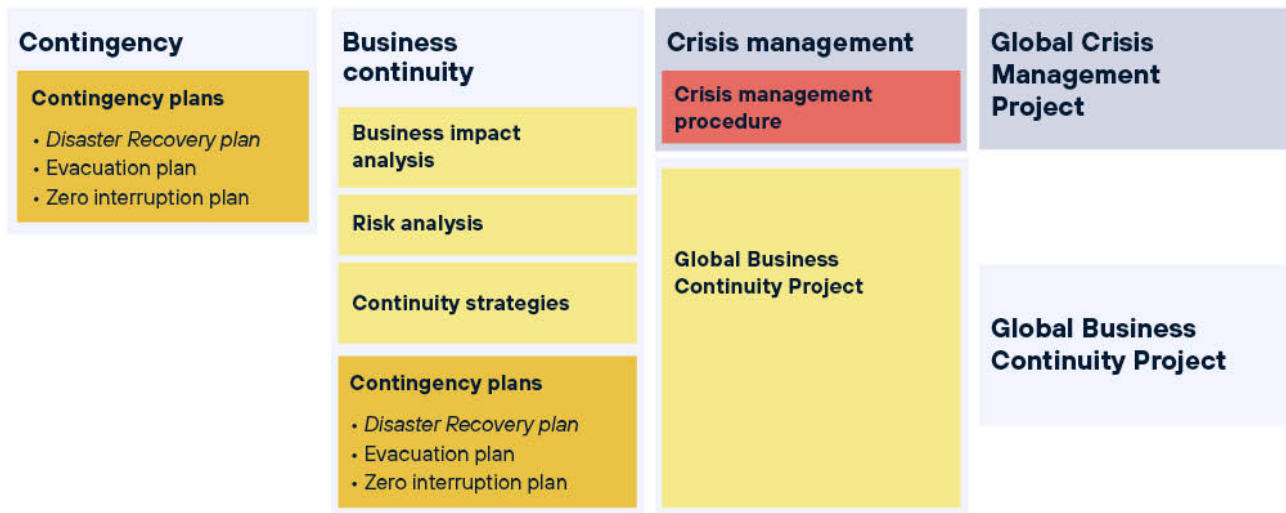 Contingency
Contingency plans
• Disaster Recovery plan
• Evacuation plan
• Zero interruption plan
Business
continuity
Business impact
analysis
Risk analysis
Continuity strategies
Contingency plans
• Disaster Recovery plan
• Evacuation plan
• Zero interruption plan
Crisis management
Crisis management
procedure
Global Business
Continuity Project
Global Crisis
Management
Project
Global Business
Continuity Project